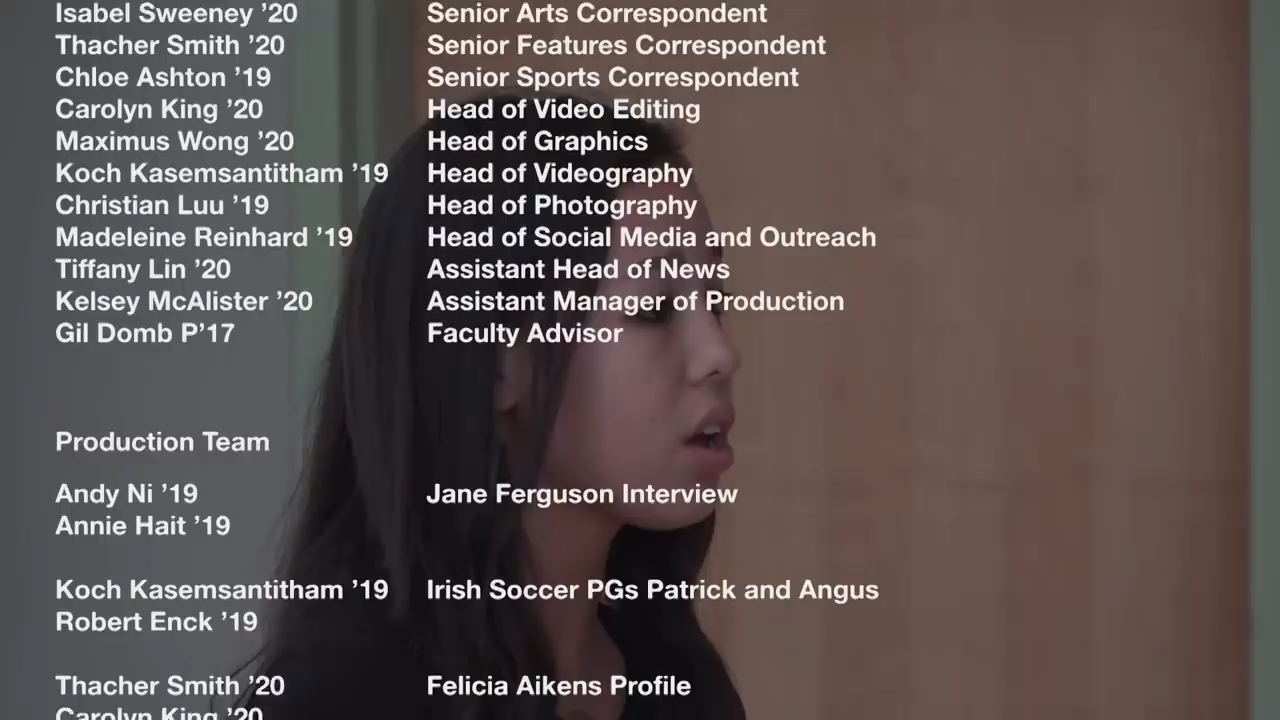 Isabel Sweeney ’20 Senior Arts Correspondent
Thacher Smith ’20 Senior Features Correspondent
Chloe Ashton ’19 Senior Sports Correspondent
Carolyn King ’20 Head of Video Editing
Maximus Wong ’20 Head of Graphics
Koch Kasemsantitham ’19 Head of Videography
Christian Luu ’19 Head of Photography
Madeleine Reinhard ’19 Head of Social Media and Outreach
Tiffany Lin ’20 Assistant Head of News
Kelsey McAlister ’20 Assistant Manager of Production
Gil Domb P’17 Faculty Advisor
Production Team
Andy Ni ’19 Jane Ferguson Interview
Annie Hait ’19
Koch Kasemsantitham ’19 Irish Soccer PGs Patrick and Angus
Robert Enck ’19
Thacher Smith ’20 Felicia Aikens Profile
Carolyn King ’20